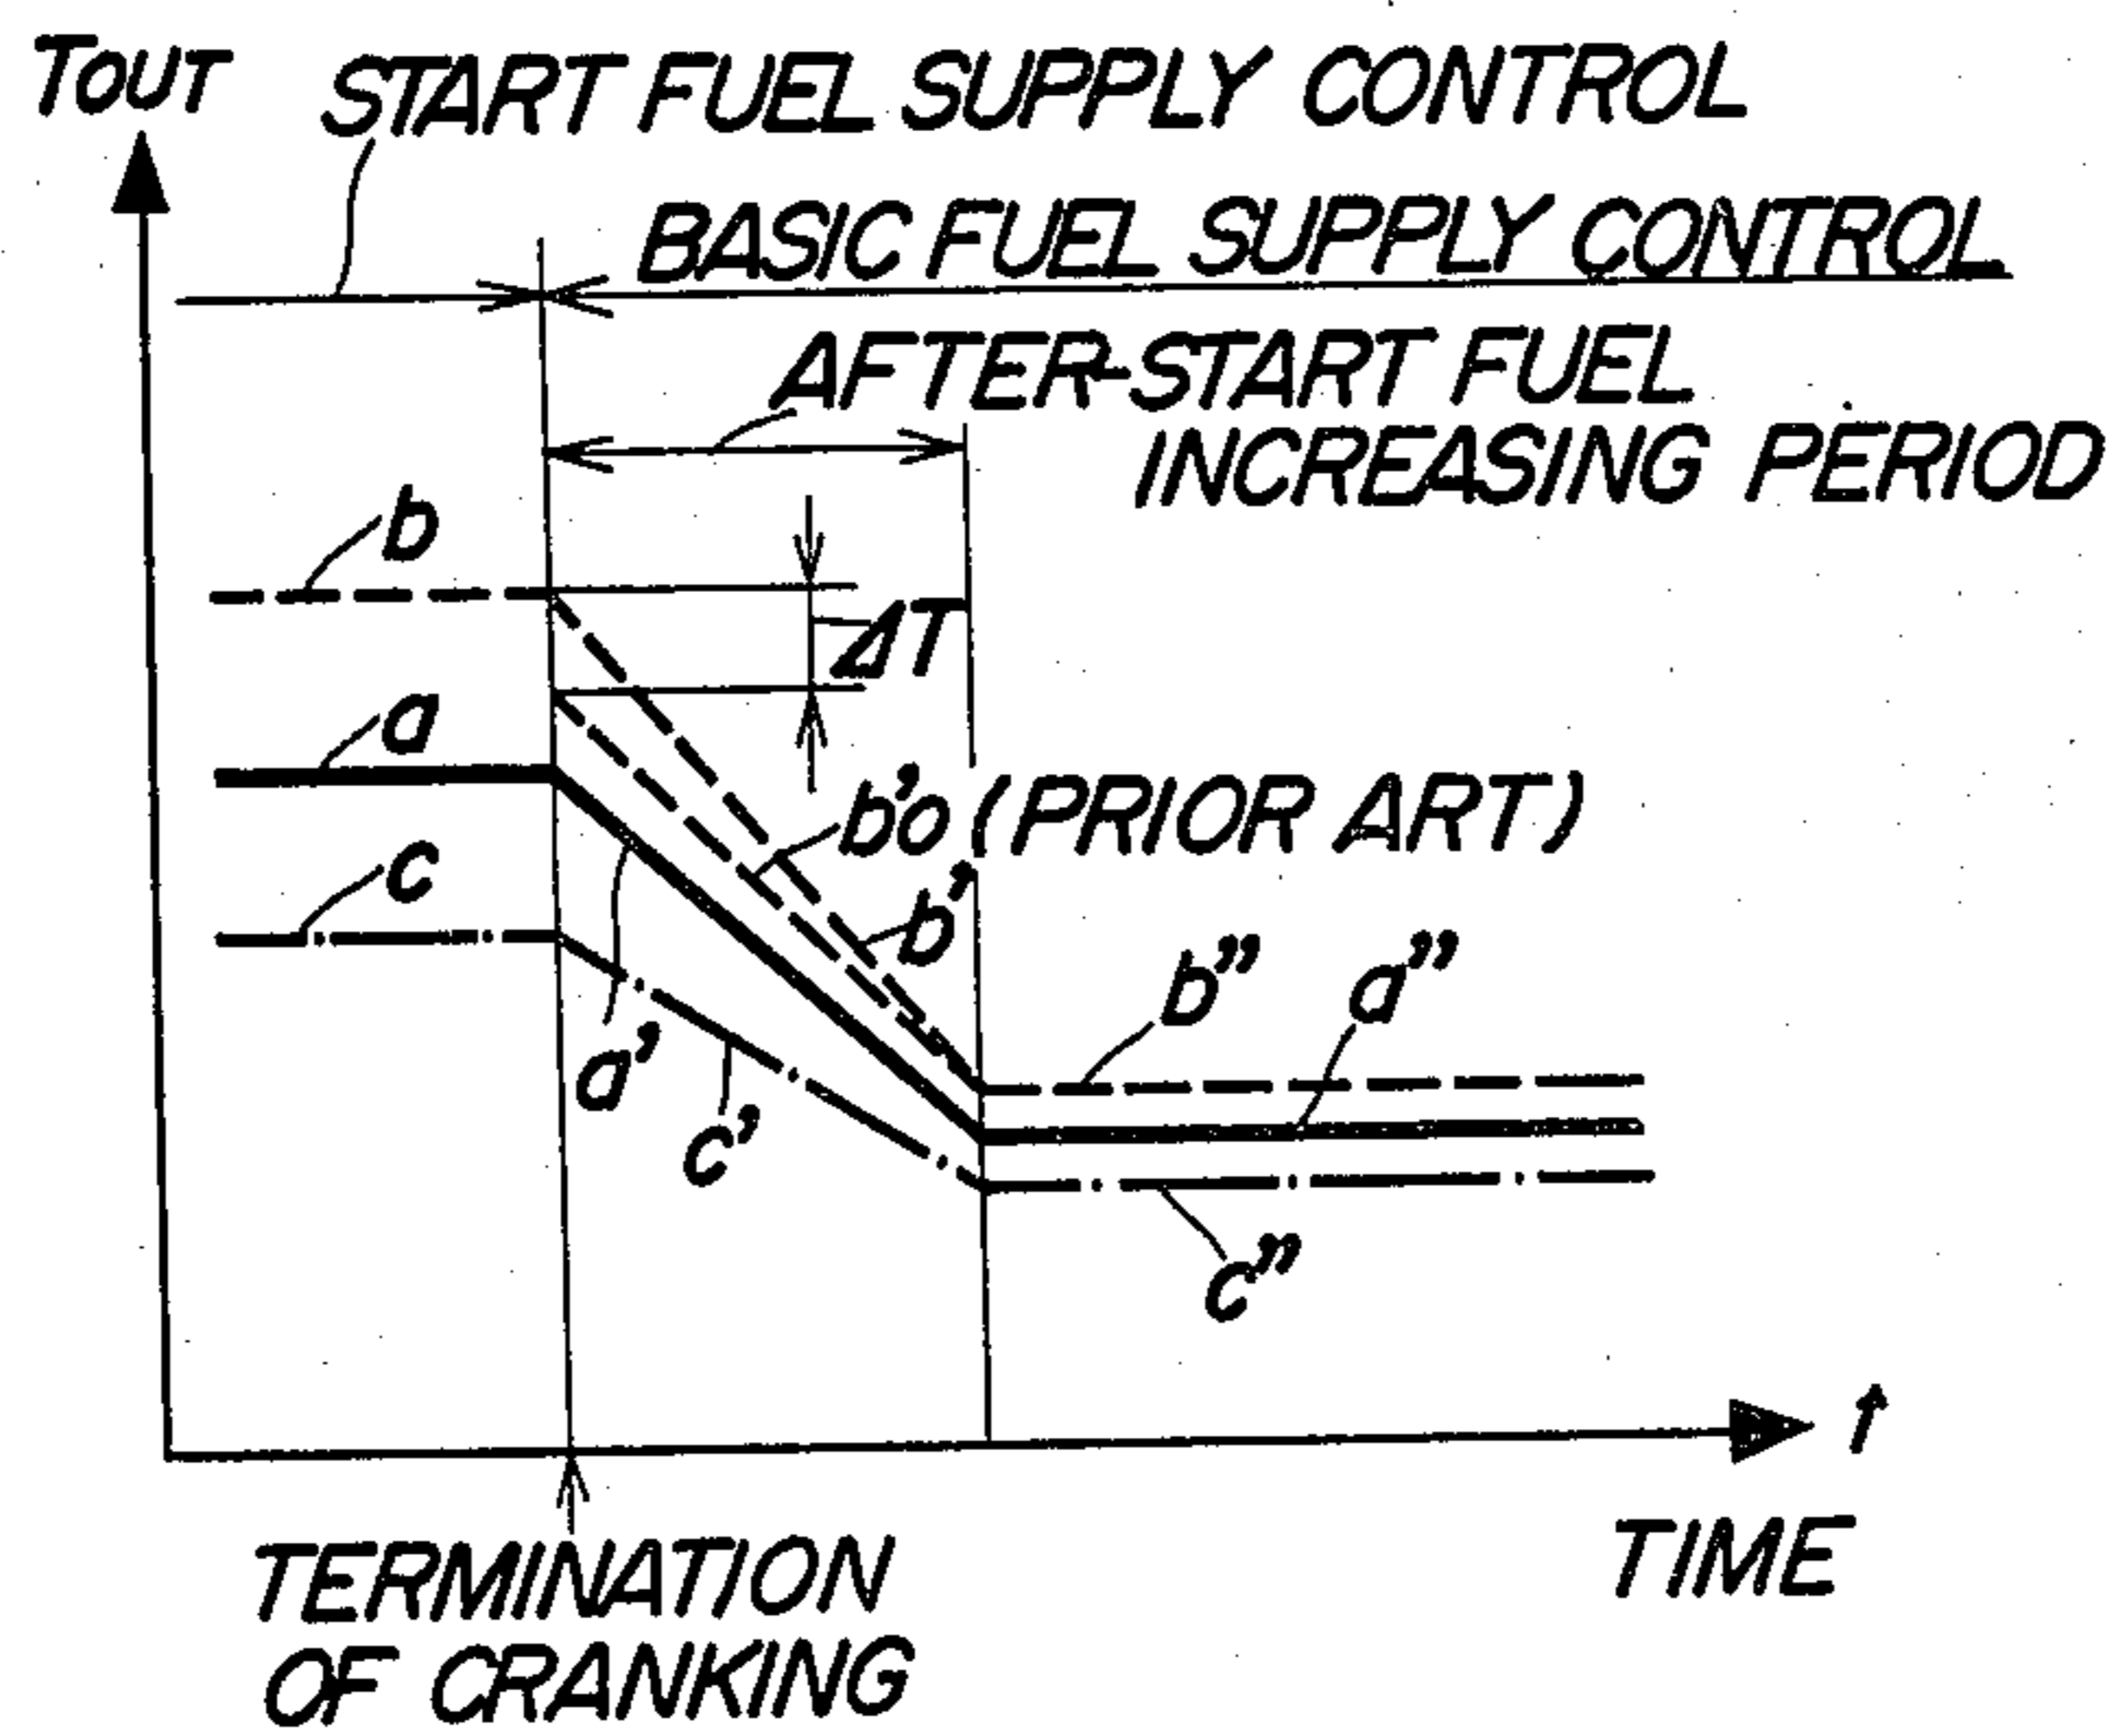 TOUT
START FUEL SUPPLY CONTROL
BASIC FUEL SUPPLY CONTROL
AFTER-START FUEL
INCREASING PERIOD
b
ΔT
a
b'o (PRIOR ART)
c
b'
b"
a"
a'
c'
c"
t
TIME
TERMINATION
OF CRANKING